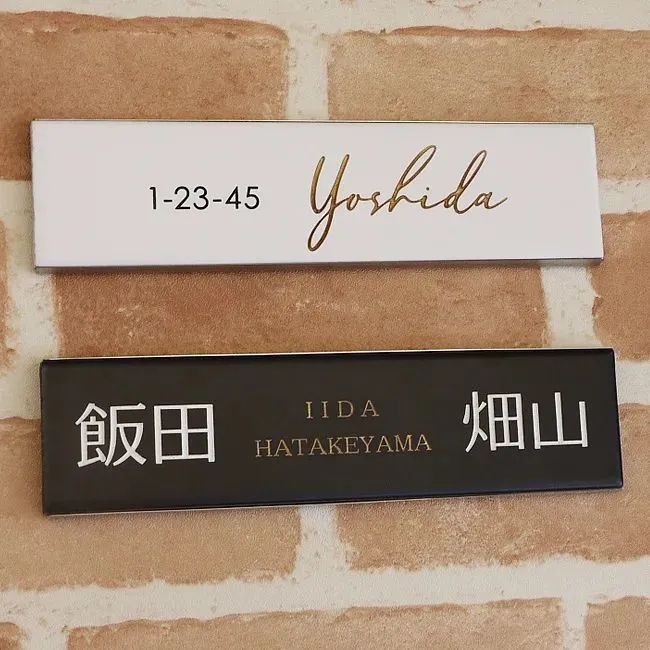 1-23-45 Yoshida
飯田 IIDA 畑山
HATAKEYAMA